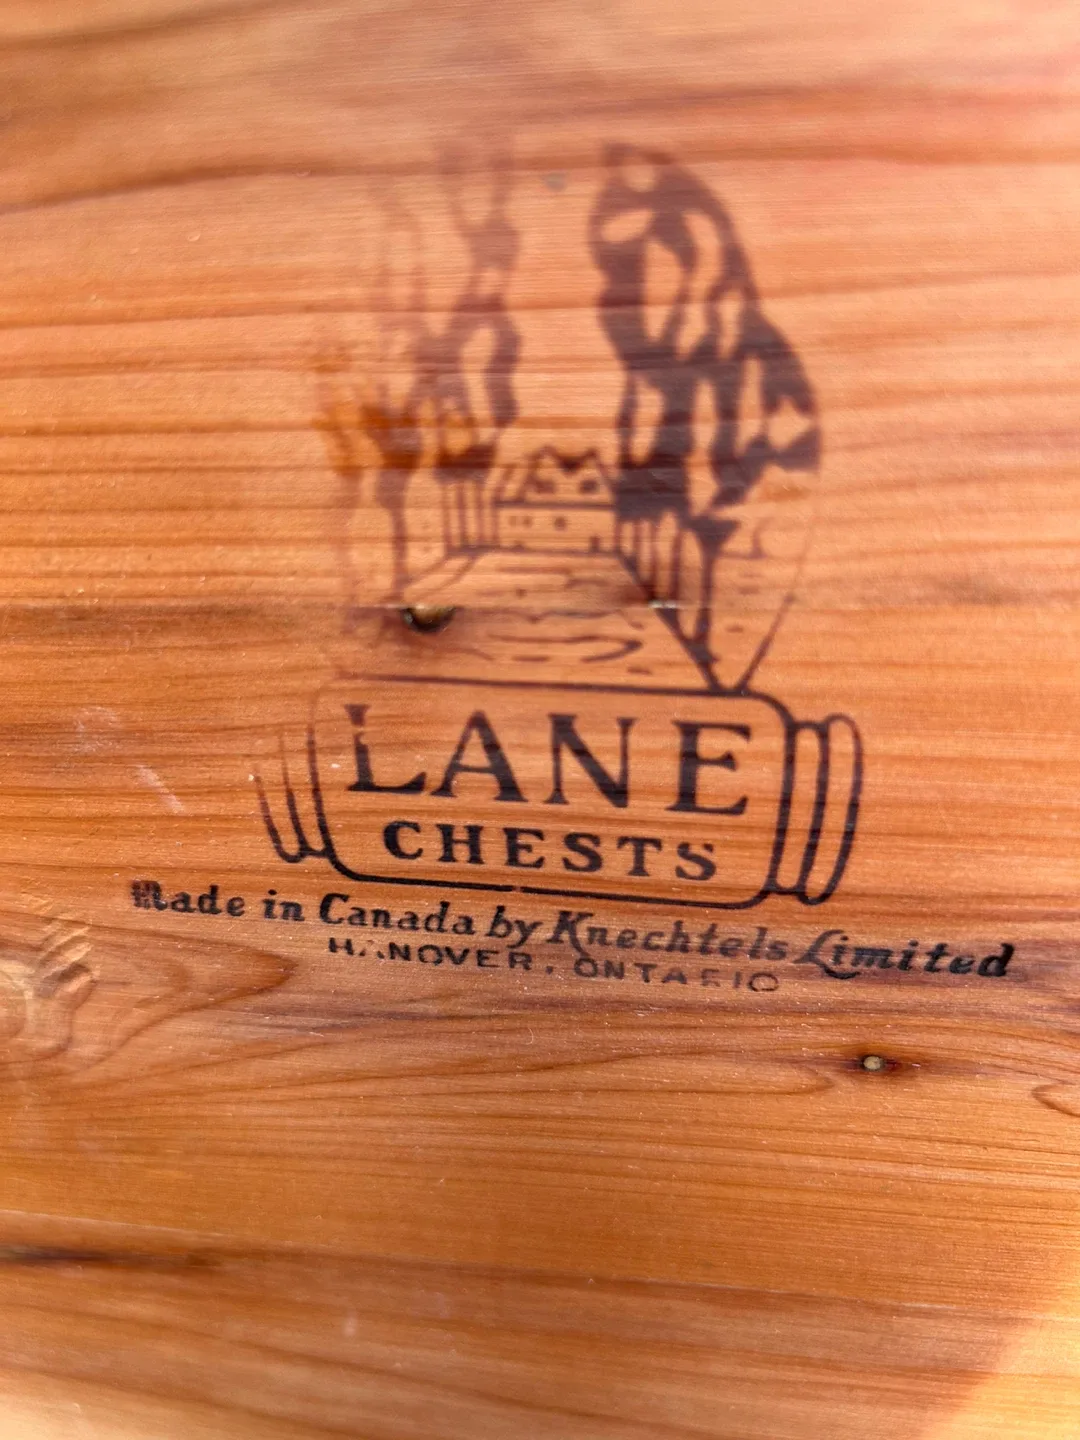 LANE
CHESTS
Made in Canada by Knechtels Limited
HANOVER, ONTARIO